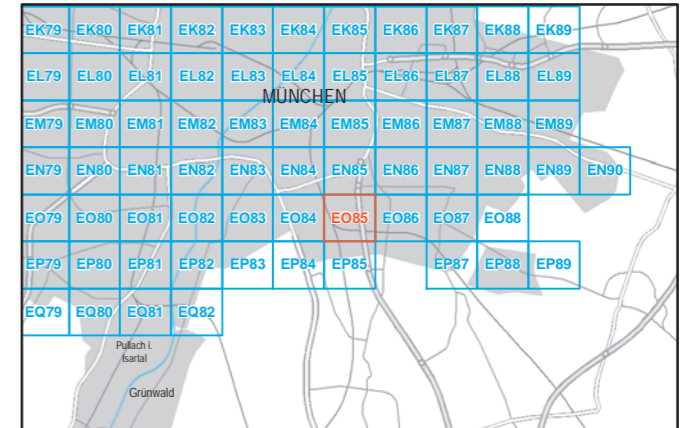 EK79 EK80 EK81 EK82 EK83 EK84 EK85 EK86 EK87 EK88 EK89
EL79 EL80 EL81 EL82 EL83 EL84 EL85 EL86 EL87 EL88 EL89
MÜNCHEN
EM79 EM80 EM81 EM82 EM83 EM84 EM85 EM86 EM87 EM88 EM89
EN79 EN80 EN81 EN82 EN83 EN84 EN85 EN86 EN87 EN88 EN89 EN90
EO79 EO80 EO81 EO82 EO83 EO84 EO85 EO86 EO87 EO88
EP79 EP80 EP81 EP82 EP83 EP84 EP85 EP87 EP88 EP89
EQ79 EQ80 EQ81 EQ82
Pullach i.
Isartal
Grünwald